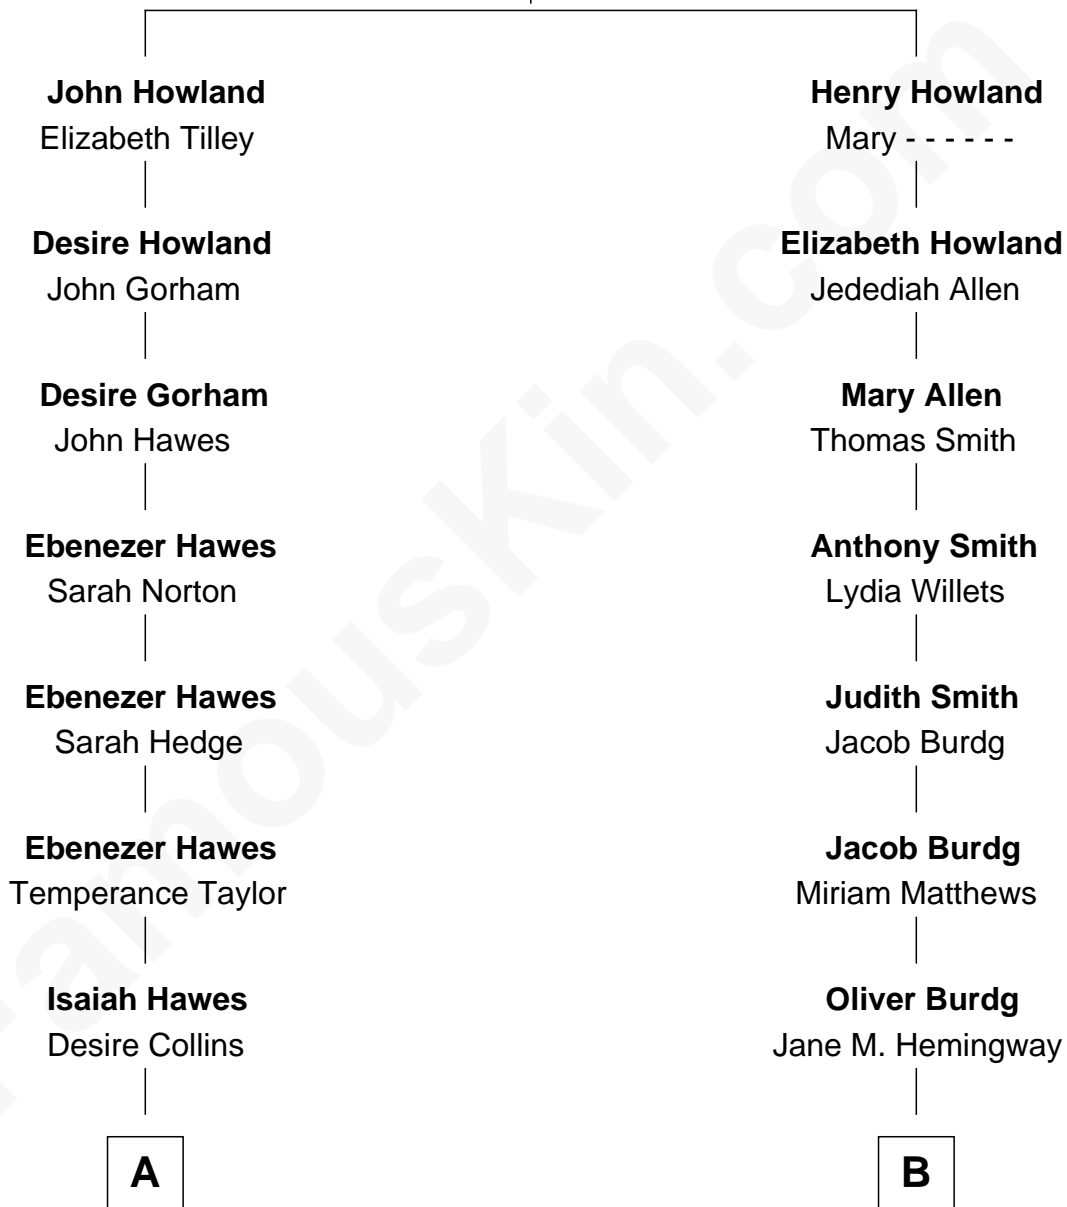 John Howland
Elizabeth Tilley
Desire Howland
John Gorham
Desire Gorham
John Hawes
Ebenezer Hawes
Sarah Norton
Ebenezer Hawes
Sarah Hedge
Ebenezer Hawes
Temperance Taylor
Isaiah Hawes
Desire Collins
A
Henry Howland
Mary - - - - - -
Elizabeth Howland
Jedediah Allen
Mary Allen
Thomas Smith
Anthony Smith
Lydia Willets
Judith Smith
Jacob Burdg
Jacob Burdg
Miriam Matthews
Oliver Burdg
Jane M. Hemingway
B
FamousKin.com